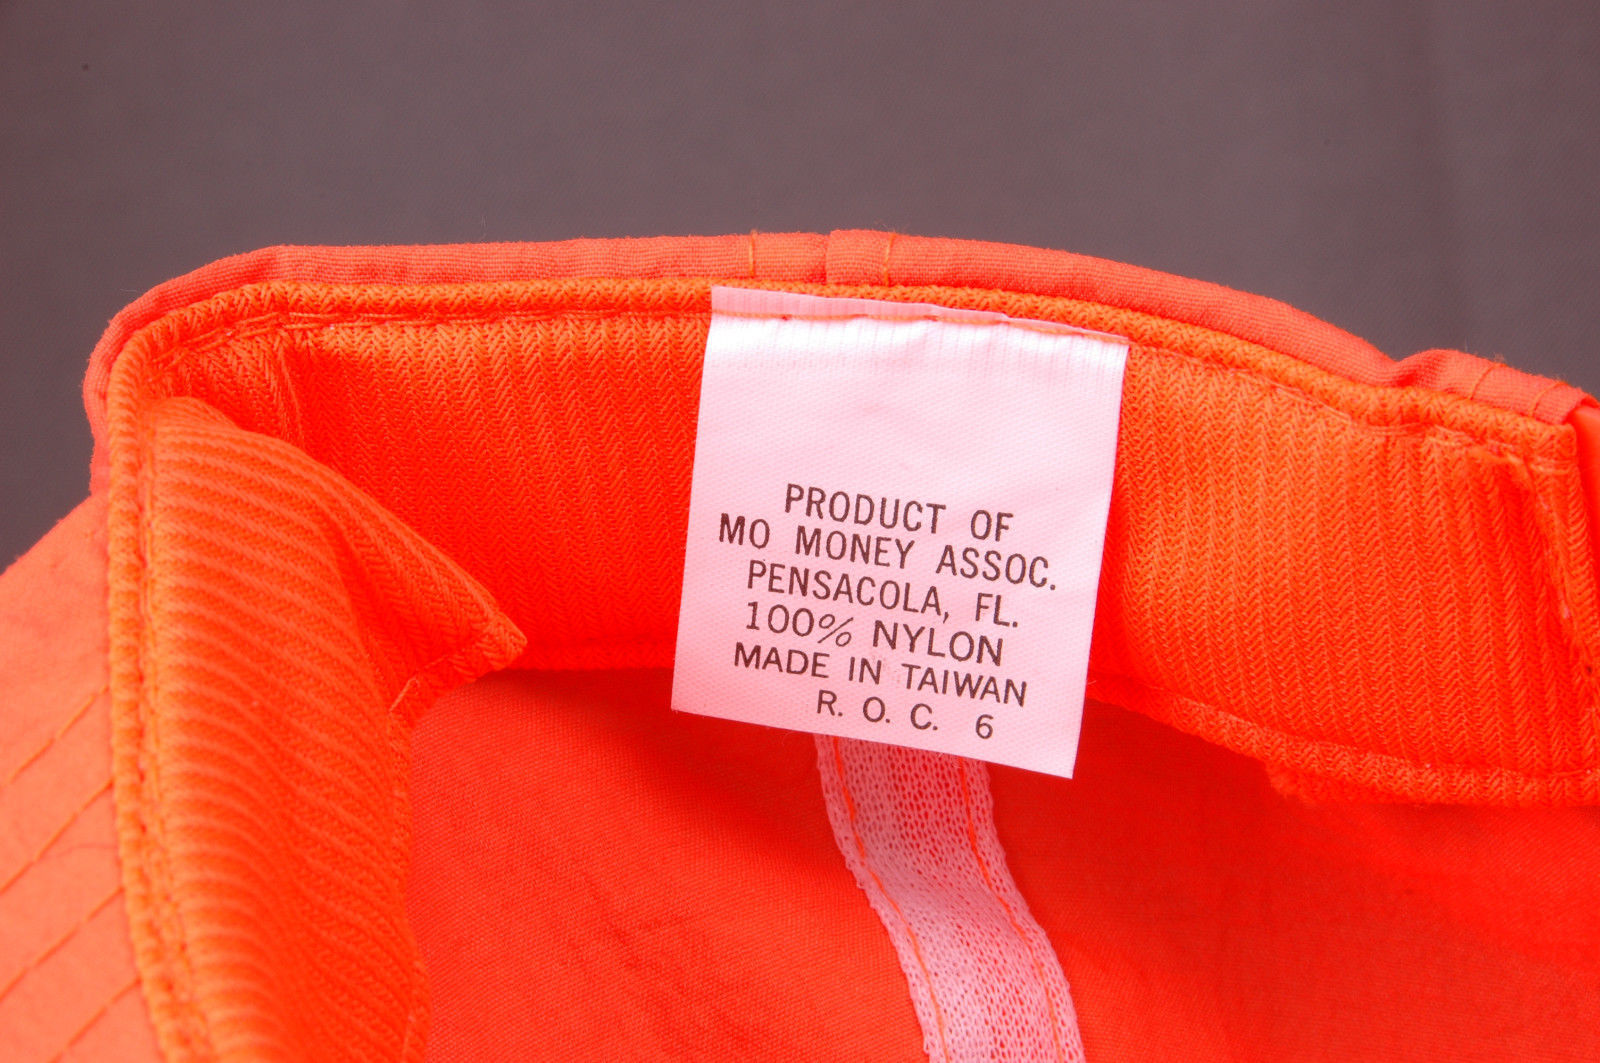 PRODUCT OF
MO MONEY ASSOC.
PENSACOLA, FL.
100% NYLON
MADE IN TAIWAN
R. O. C. 6